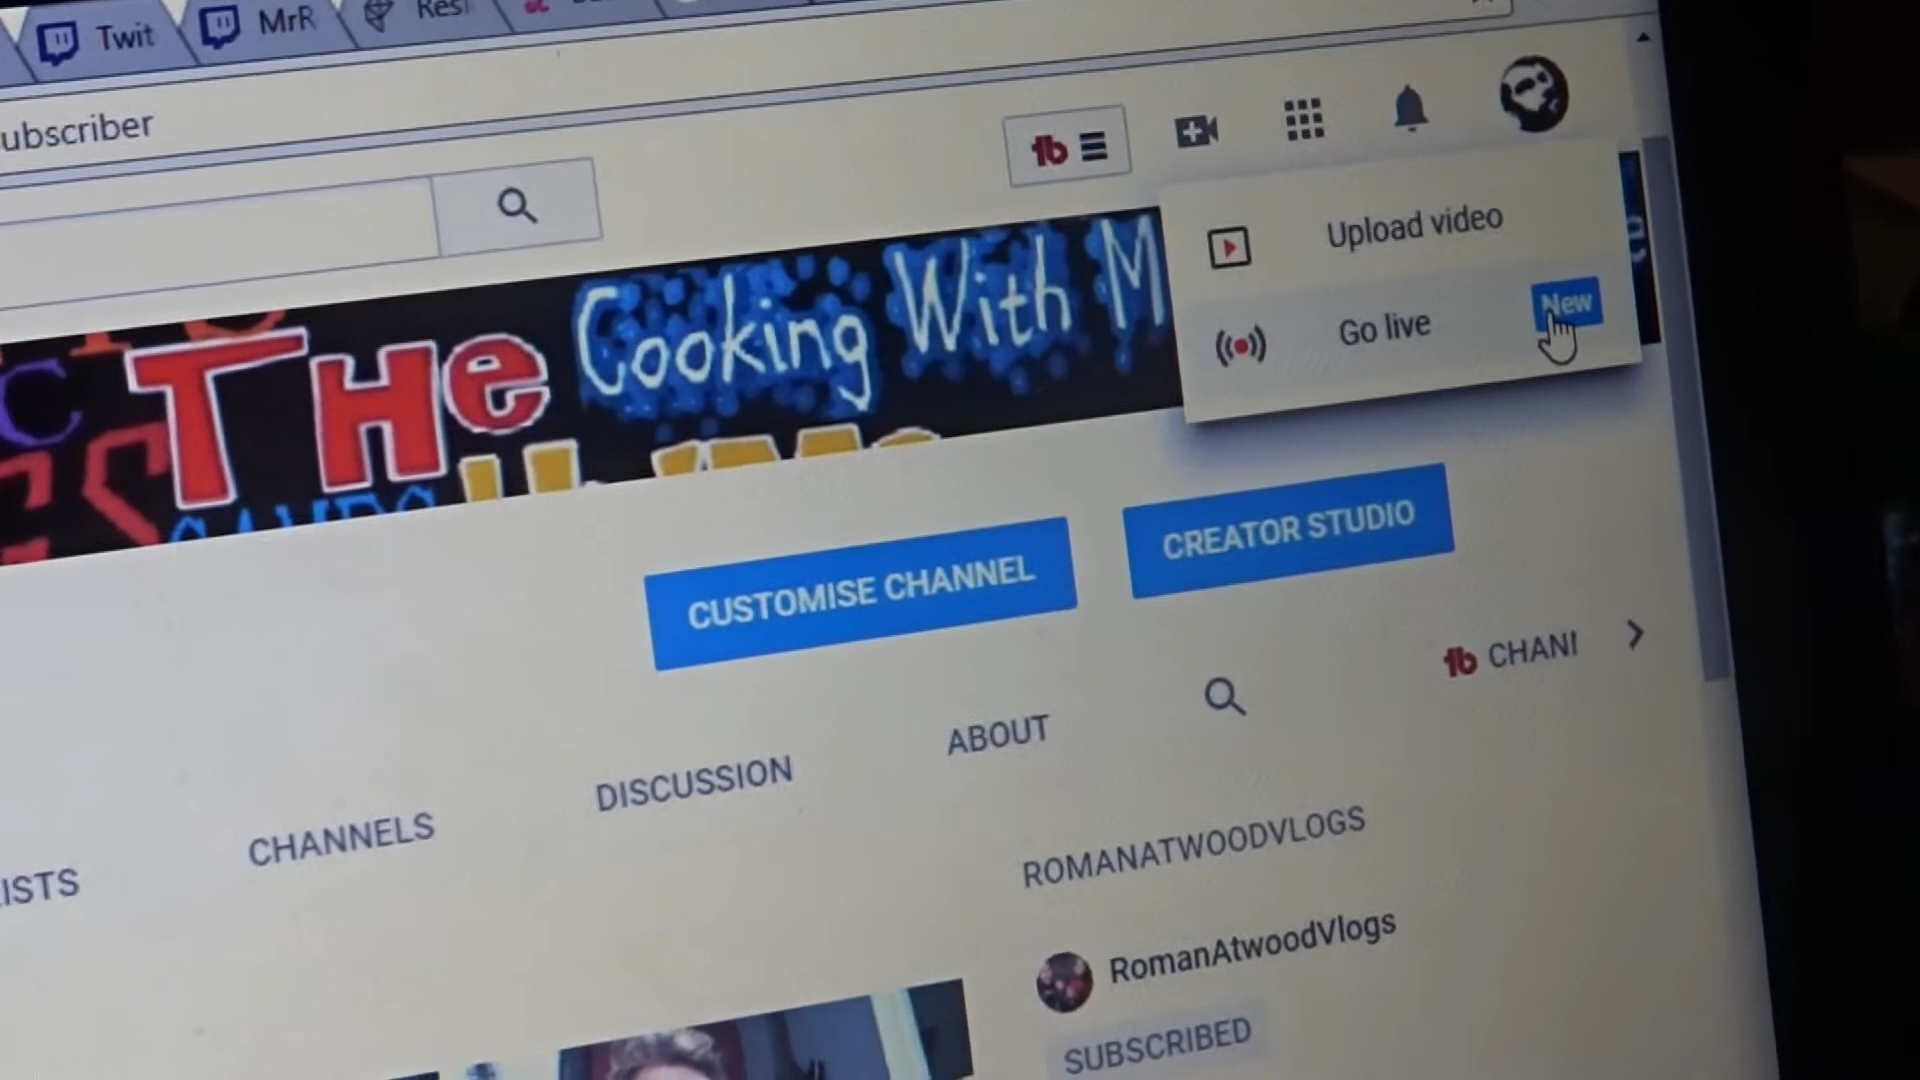 Twit
MrR
ubscriber
Upload video
Go live
New
THe
Cooking With M
CUSTOMISE CHANNEL
CREATOR STUDIO
ISTS
CHANNELS
DISCUSSION
ABOUT
CHANI
ROMANATWOODVLOGS
RomanAtwoodVlogs
SUBSCRIBED